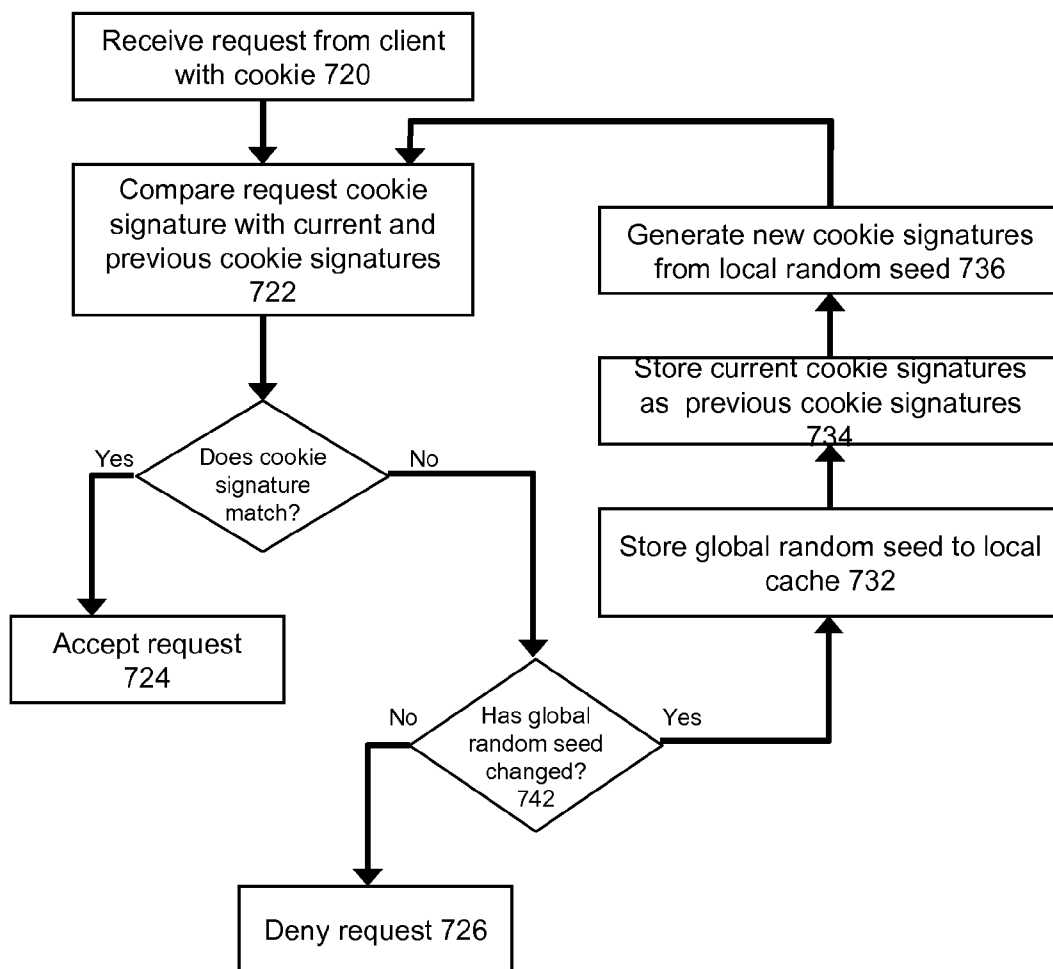 Receive request from client
with cookie 720
Compare request cookie
signature with current and
previous cookie signatures
722
Generate new cookie signatures
from local random seed 736
Store current cookie signatures
as previous cookie signatures
734
Yes
Does cookie
signature
match?
No
Store global random seed to local
cache 732
Accept request
724
No
Has global
random seed
changed?
742
Yes
Deny request 726